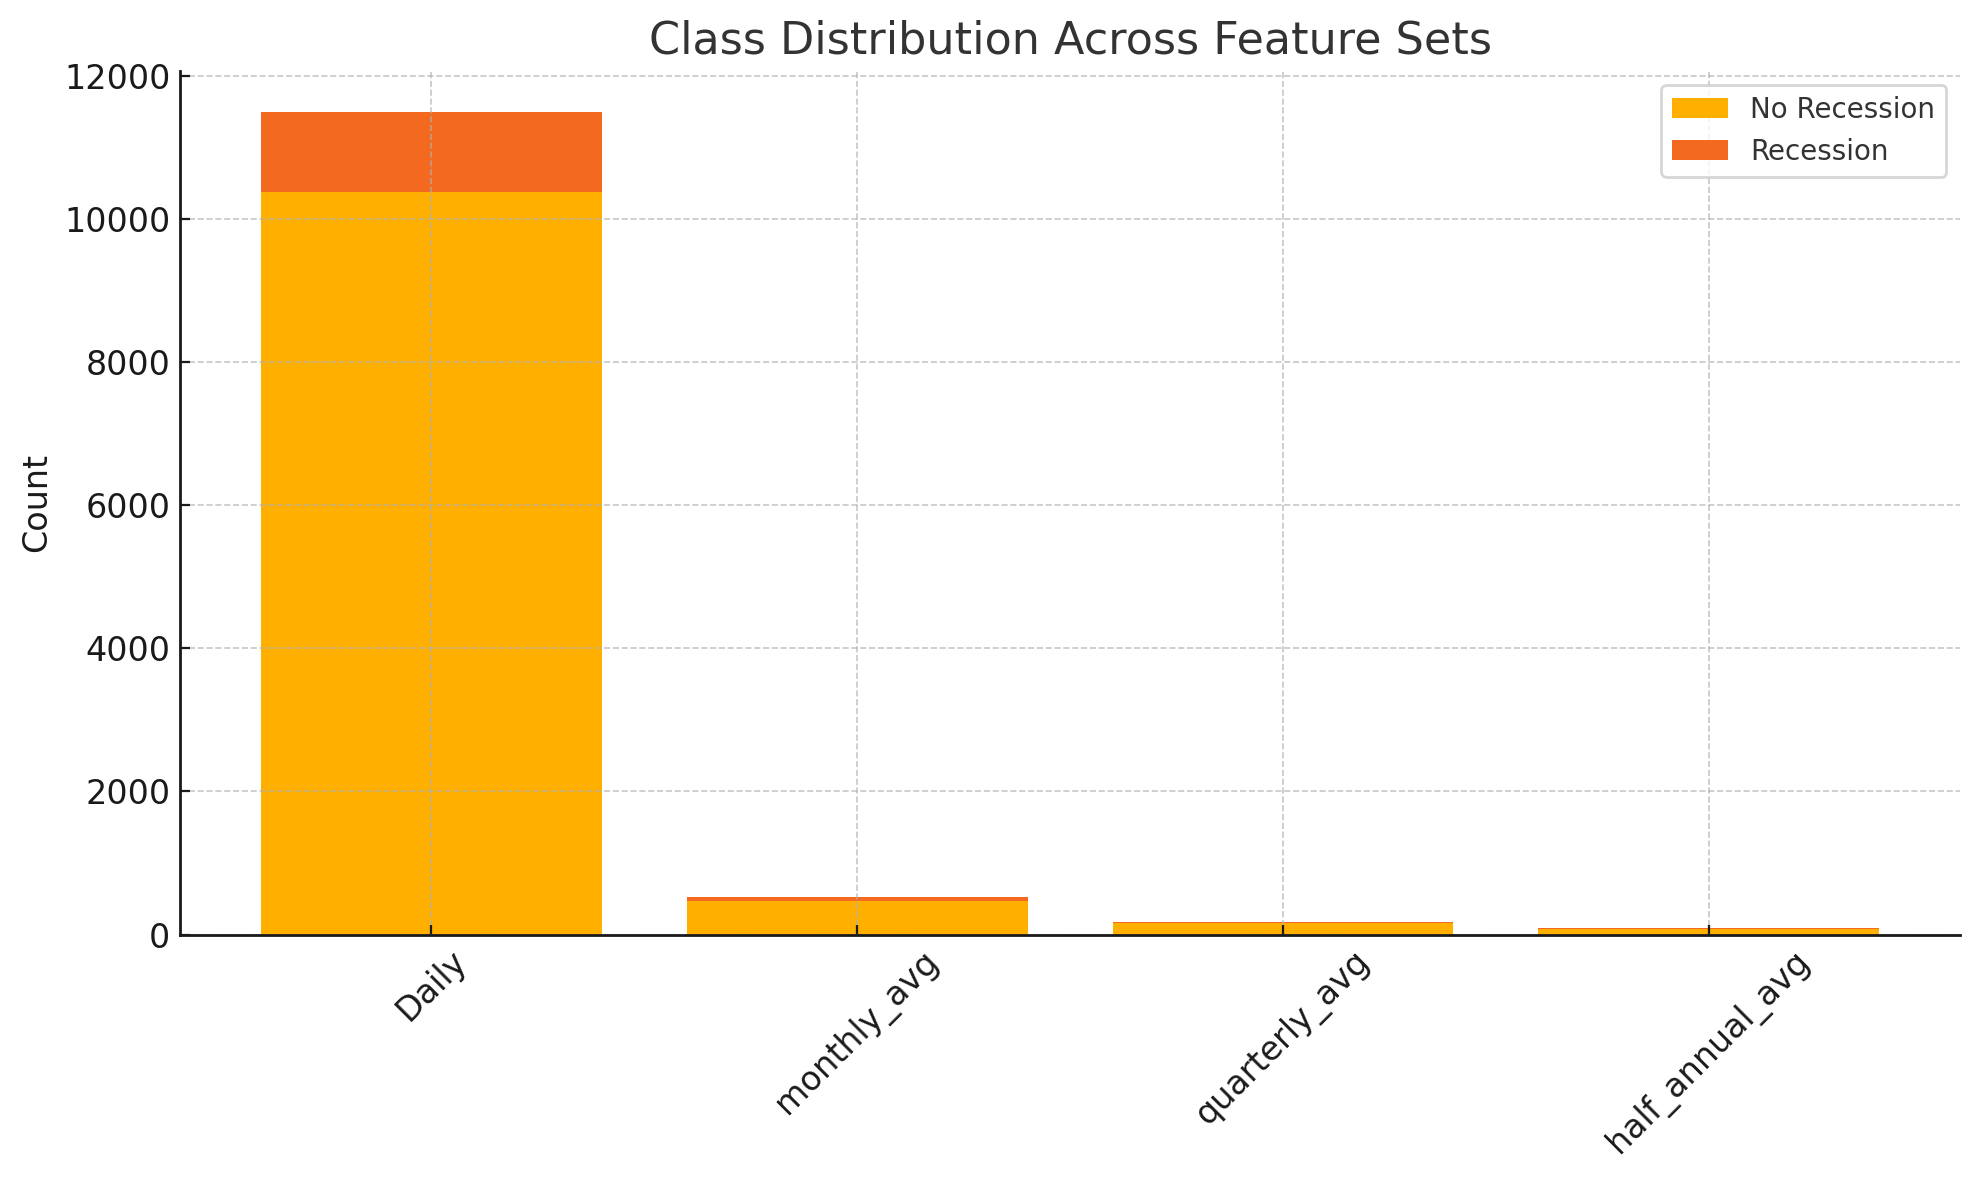 Class Distribution Across Feature Sets
No Recession
Recession
Count
12000
10000
8000
6000
4000
2000
0
Daily
monthly_avg
quarterly_avg
half_annual_avg